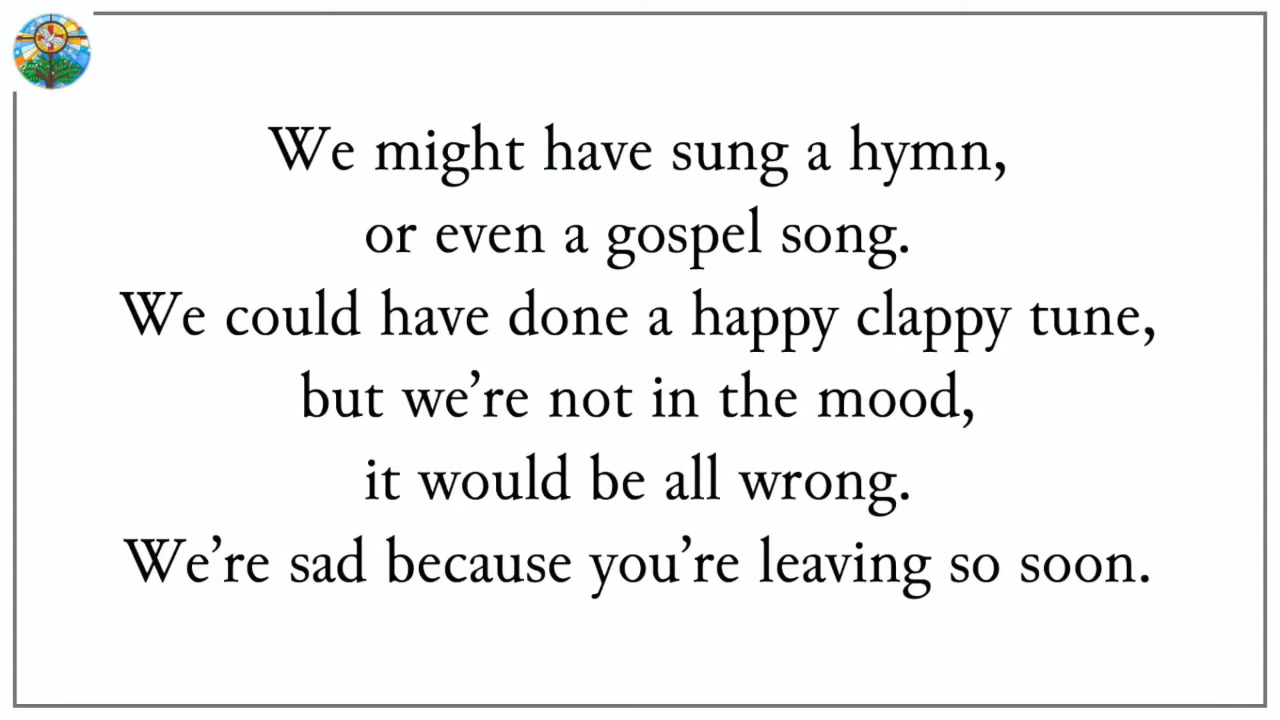 We might have sung a hymn,
or even a gospel song.
We could have done a happy clappy tune,
but we’re not in the mood,
it would be all wrong.
We’re sad because you’re leaving so soon.